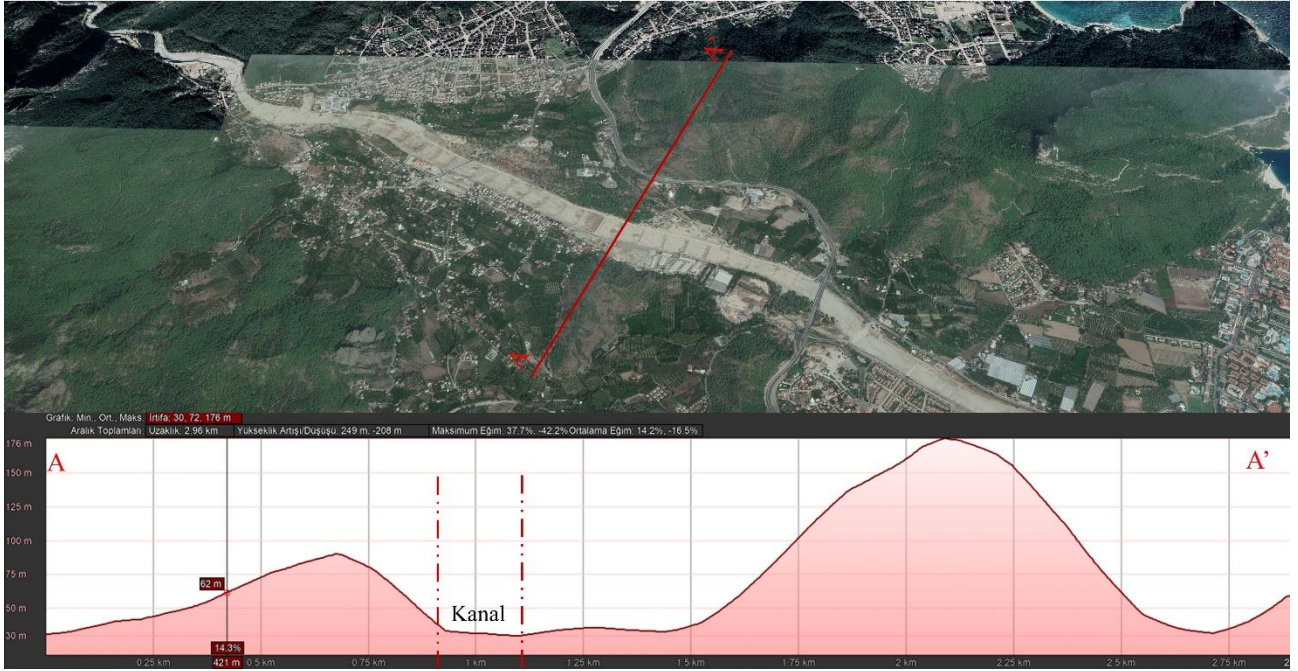 A'
A
Grafik: Min., Ort., Maks. İrtifa: 30, 72, 176 m
Aralık Toplamları: Uzaklık: 2.96 km Yükseklik Artışı/Düşüşü: 249 m, -208 m Maksimum Eğim: 37.7%, -42.2% Ortalama Eğim: 14.2%, -16.5%
176 m
A A’
150 m
125 m
100 m
75 m
62 m
50 m
Kanal
30 m
14.3%
0.25 km 421 m 0.5 km 0.75 km 1 km 1.25 km 1.5 km 1.75 km 2 km 2.25 km 2.5 km 2.75 km